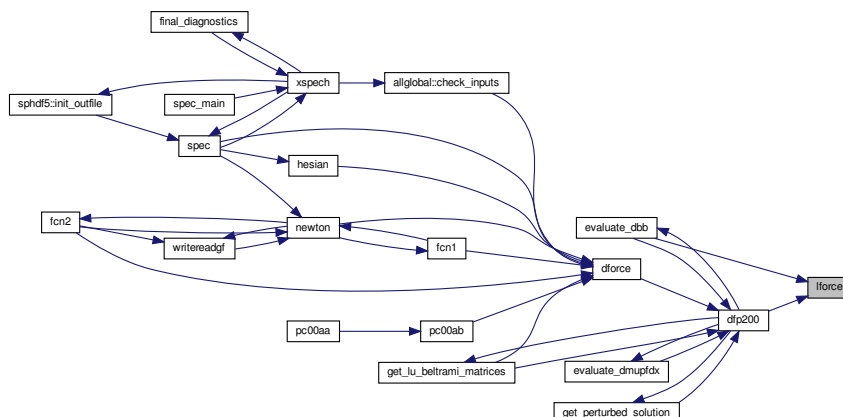 final_diagnostics
xspech
allglobal::check_inputs
sphdf5::init_outfile
spec_main
spec
hesian
fcn2
newton
evaluate_dbb
writereadgf
fcn1
dforce
lforce
dfp200
pc00aa
pc00ab
get_lu_beltrami_matrices
evaluate_dmupfdx
get_perturbed_solution